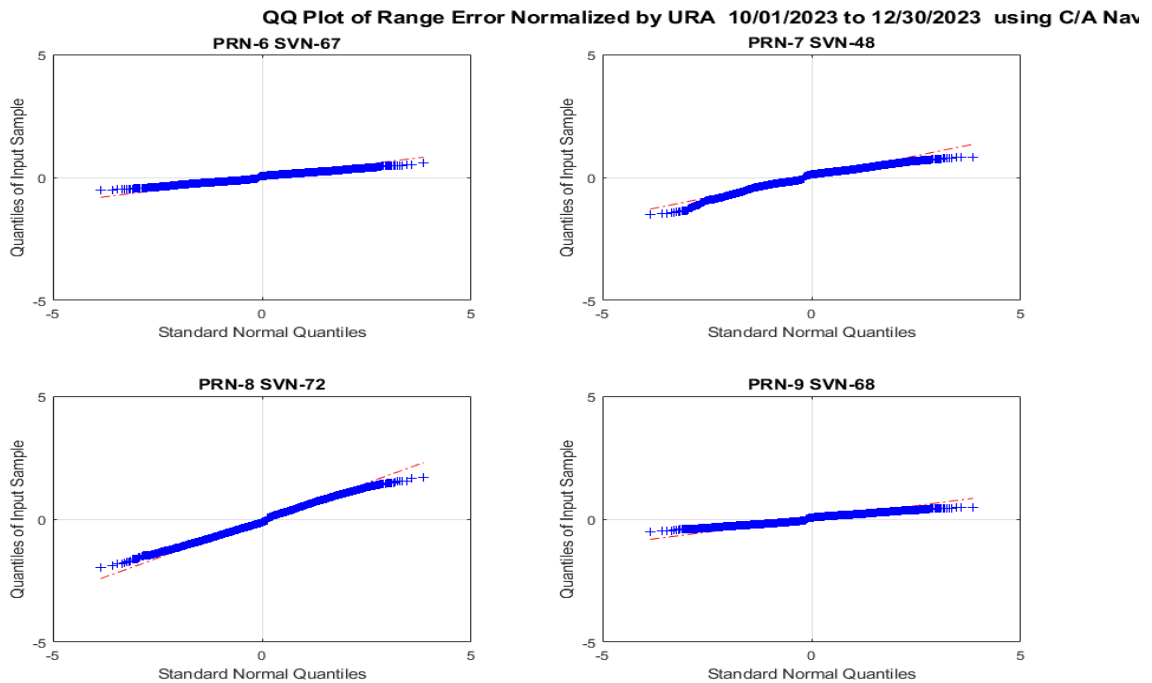 QQ Plot of Range Error Normalized by URA 10/01/2023 to 12/30/2023 using C/A Nav
PRN-6 SVN-67
PRN-7 SVN-48
5
0
-5
Quantiles of Input Sample
-5
0
5
Standard Normal Quantiles
5
0
-5
Quantiles of Input Sample
-5
0
5
Standard Normal Quantiles
PRN-8 SVN-72
PRN-9 SVN-68
5
0
-5
Quantiles of Input Sample
-5
0
5
Standard Normal Quantiles
5
0
-5
Quantiles of Input Sample
-5
0
5
Standard Normal Quantiles